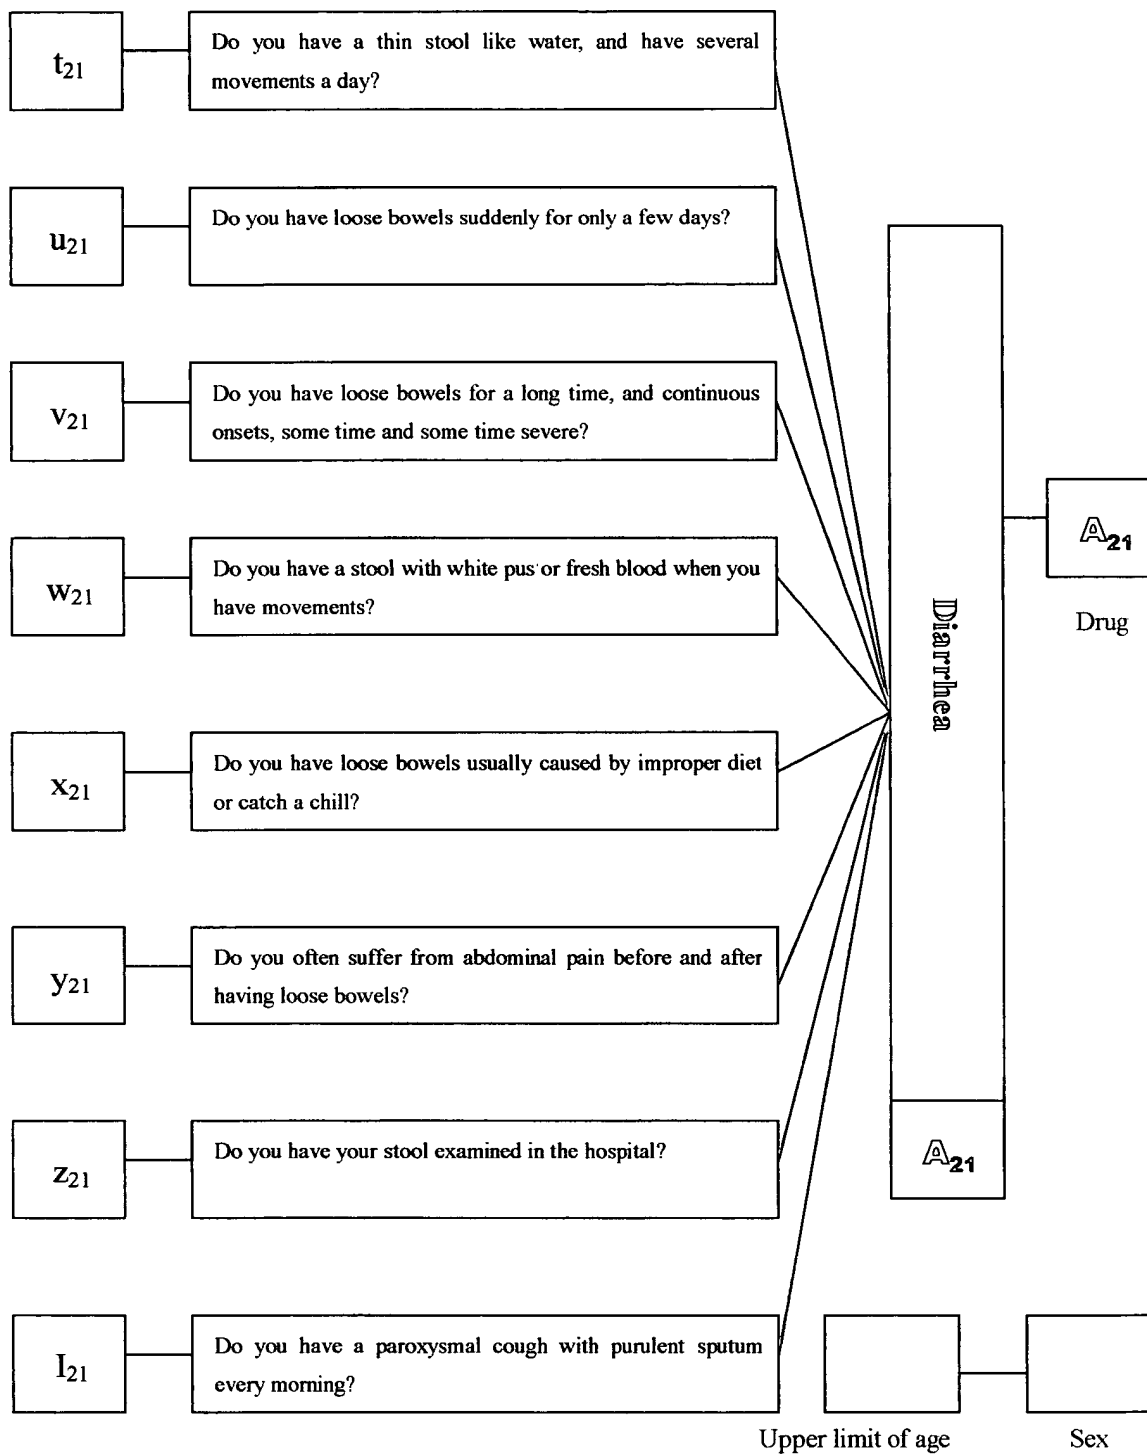 t21
Do you have a thin stool like water, and have several
movements a day?
u21
Do you have loose bowels suddenly for only a few days?
v21
Do you have loose bowels for a long time, and continuous
onsets, some time and some time severe?
w21
Do you have a stool with white pus or fresh blood when you
have movements?
x21
Do you have loose bowels usually caused by improper diet
or catch a chill?
y21
Do you often suffer from abdominal pain before and after
having loose bowels?
z21
Do you have your stool examined in the hospital?
I21
Do you have a paroxysmal cough with purulent sputum
every morning?
Diarrhea
A21
A21
Drug
Upper limit of age
Sex